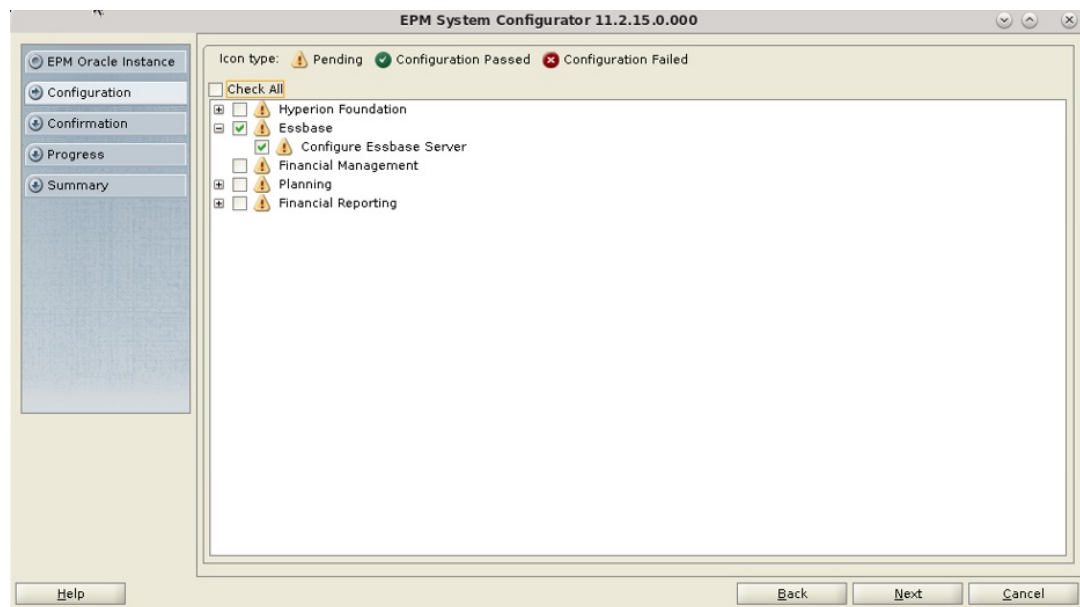 EPM System Configurator 11.2.15.0.000
EPM Oracle Instance
Configuration
Confirmation
Progress
Summary
Icon type: Pending Configuration Passed Configuration Failed
Check All
Hyperion Foundation
Essbase
Configure Essbase Server
Financial Management
Planning
Financial Reporting
Help Back Next Cancel